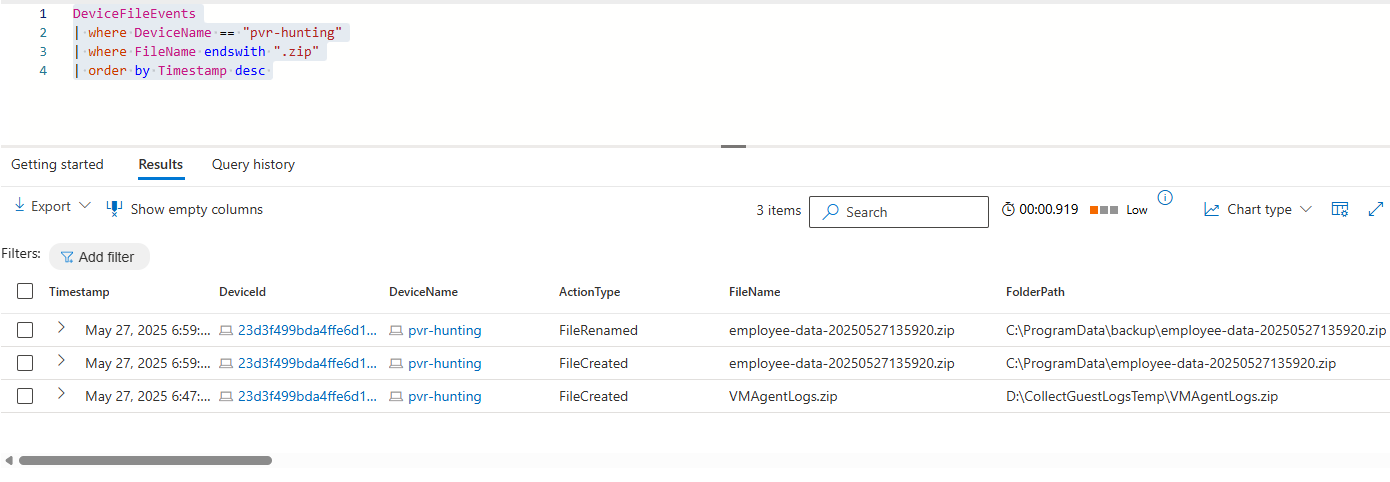 1 DeviceFileEvents
2 | where DeviceName == "pvr-hunting"
3 | where FileName endswith ".zip"
4 | order by Timestamp desc
Getting started Results Query history
Export Show empty columns 3 items Search 00:00.919 Low Chart type
Filters: Add filter
Timestamp DeviceId DeviceName ActionType FileName FolderPath
May 27, 2025 6:59:... 23d3f499bda4ffe6d1... pvr-hunting FileRenamed employee-data-20250527135920.zip C:\ProgramData\backup\employee-data-20250527135920.zip
May 27, 2025 6:59:... 23d3f499bda4ffe6d1... pvr-hunting FileCreated employee-data-20250527135920.zip C:\ProgramData\employee-data-20250527135920.zip
May 27, 2025 6:47:... 23d3f499bda4ffe6d1... pvr-hunting FileCreated VMAgentLogs.zip D:\CollectGuestLogsTemp\VMAgentLogs.zip